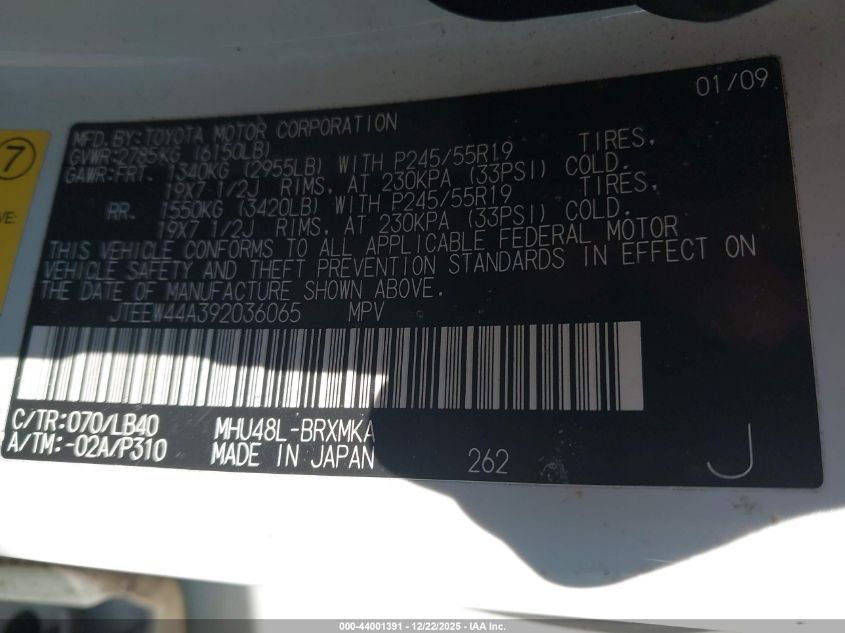 01/09
MFD.BY:TOYOTA MOTOR CORPORATION
GVWR:2785KG (6150LB)
GAWR:FRT. 1340KG (2955LB) WITH P245/55R19 TIRES,
19X7 1/2J RIMS, AT 230KPA (33PSI) COLD.
RR. 1550KG (3420LB) WITH P245/55R19 TIRES,
19X7 1/2J RIMS, AT 230KPA (33PSI) COLD.
THIS VEHICLE CONFORMS TO ALL APPLICABLE FEDERAL MOTOR
VEHICLE SAFETY AND THEFT PREVENTION STANDARDS IN EFFECT ON
THE DATE OF MANUFACTURE SHOWN ABOVE.
JTEEW44A392036065 MPV
C/TR:070/LB40 MHU48L-BRXMKA
A/TM:-02A/P310 MADE IN JAPAN 262 J
7
VE:
000-44001391 - 12/22/2025 - IAA Inc.